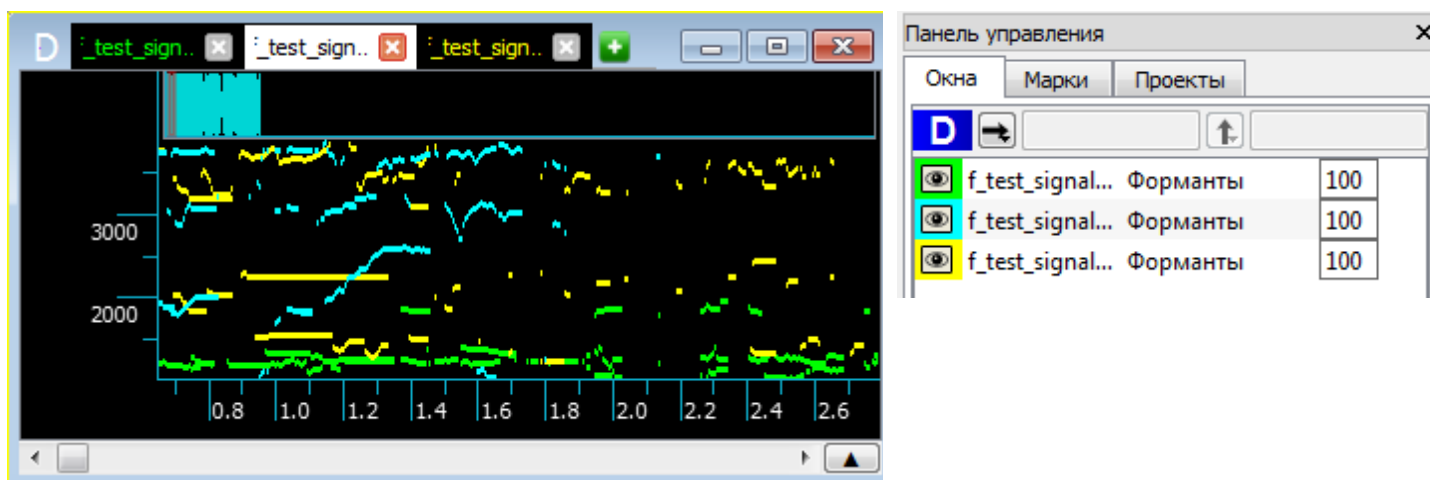 D :_test_sign.. :_test_sign.. :_test_sign..
3000
2000
0.8 1.0 1.2 1.4 1.6 1.8 2.0 2.2 2.4 2.6
Панель управления
Окна Марки Проекты
D
f_test_signal... Форманты 100
f_test_signal... Форманты 100
f_test_signal... Форманты 100